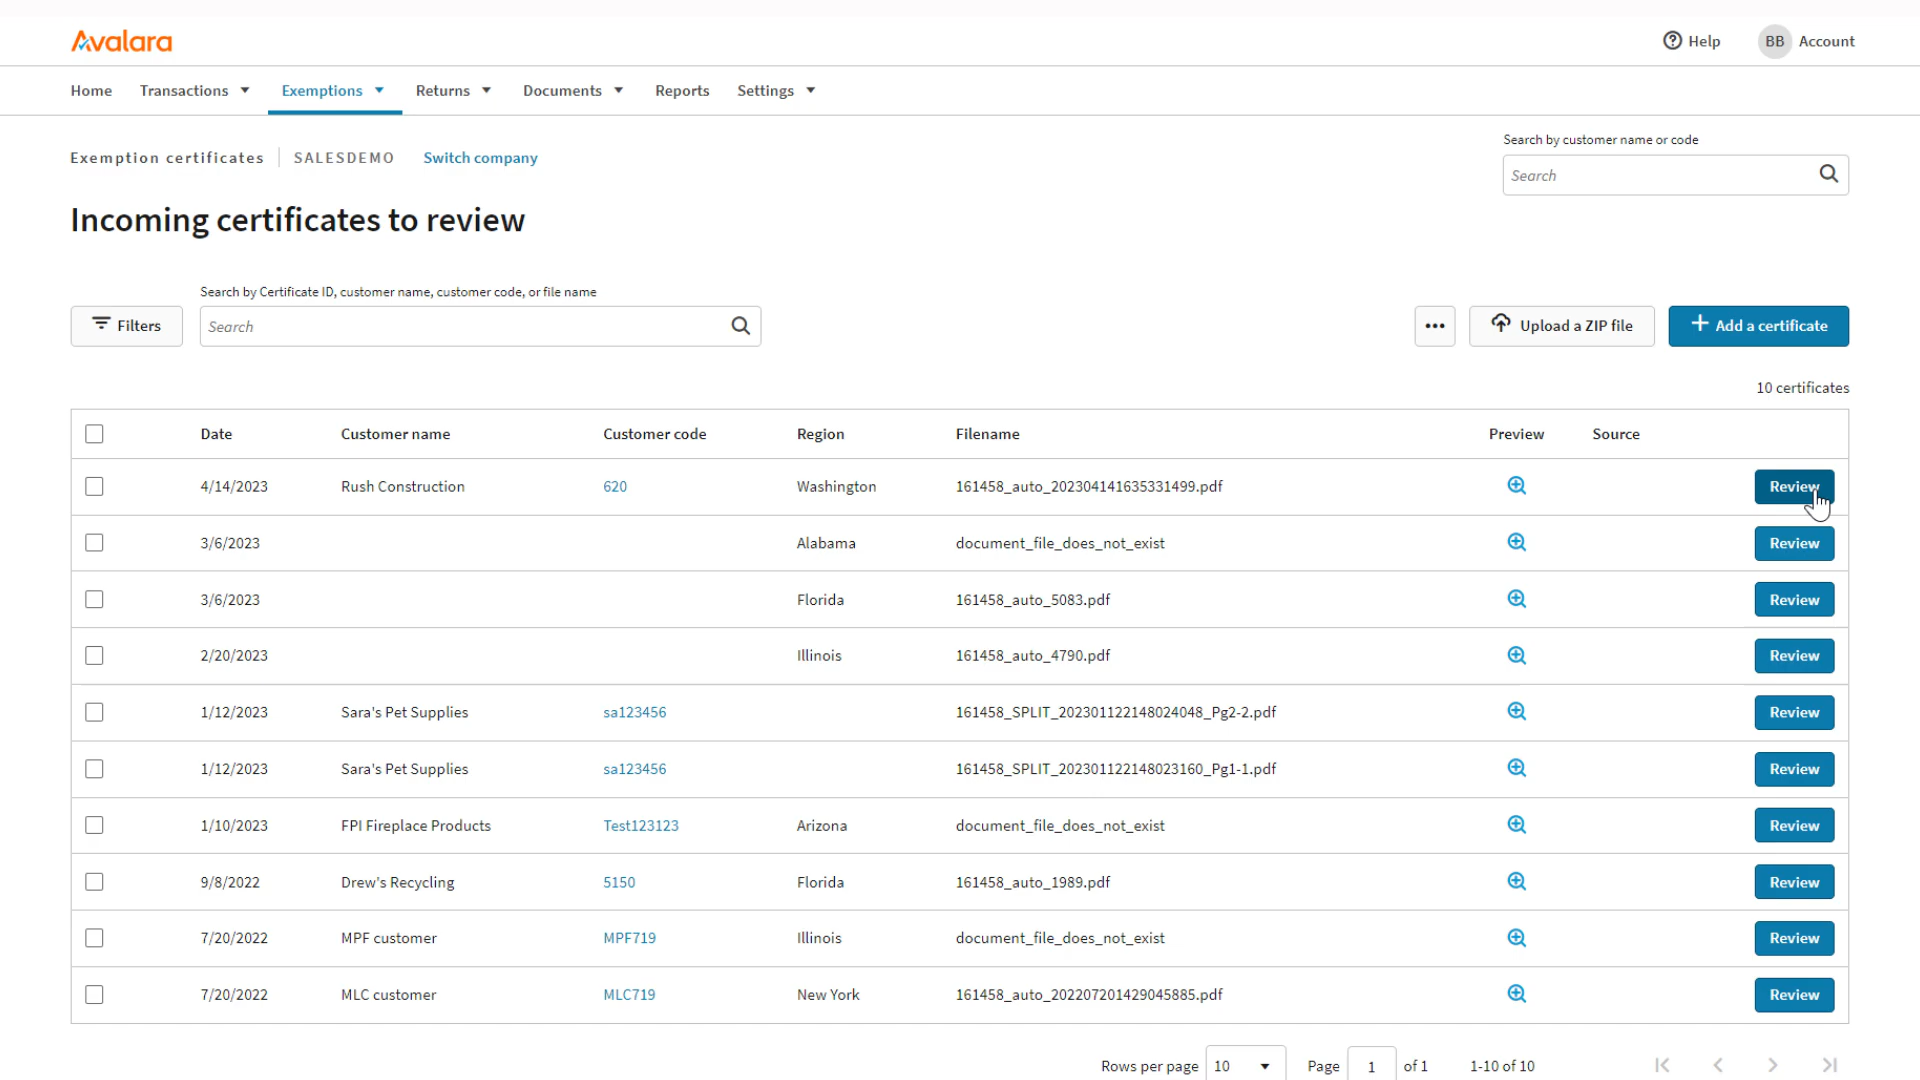 Avalara
Help
BB Account
Home Transactions Exemptions Returns Documents Reports Settings
Exemption certificates SALESDEMO Switch company
Search by customer name or code
Search
Incoming certificates to review
Search by Certificate ID, customer name, customer code, or file name
Filters Search ••• Upload a ZIP file + Add a certificate
10 certificates
Date Customer name Customer code Region Filename Preview Source
4/14/2023 Rush Construction 620 Washington 161458_auto_202304141635331499.pdf Review
3/6/2023 Alabama document_file_does_not_exist Review
3/6/2023 Florida 161458_auto_5083.pdf Review
2/20/2023 Illinois 161458_auto_4790.pdf Review
1/12/2023 Sara's Pet Supplies sa123456 161458_SPLIT_202301122148024048_Pg2-2.pdf Review
1/12/2023 Sara's Pet Supplies sa123456 161458_SPLIT_202301122148023160_Pg1-1.pdf Review
1/10/2023 FPI Fireplace Products Test123123 Arizona document_file_does_not_exist Review
9/8/2022 Drew's Recycling 5150 Florida 161458_auto_1989.pdf Review
7/20/2022 MPF customer MPF719 Illinois document_file_does_not_exist Review
7/20/2022 MLC customer MLC719 New York 161458_auto_202207201429045885.pdf Review
Rows per page 10 Page 1 of 1 1-10 of 10